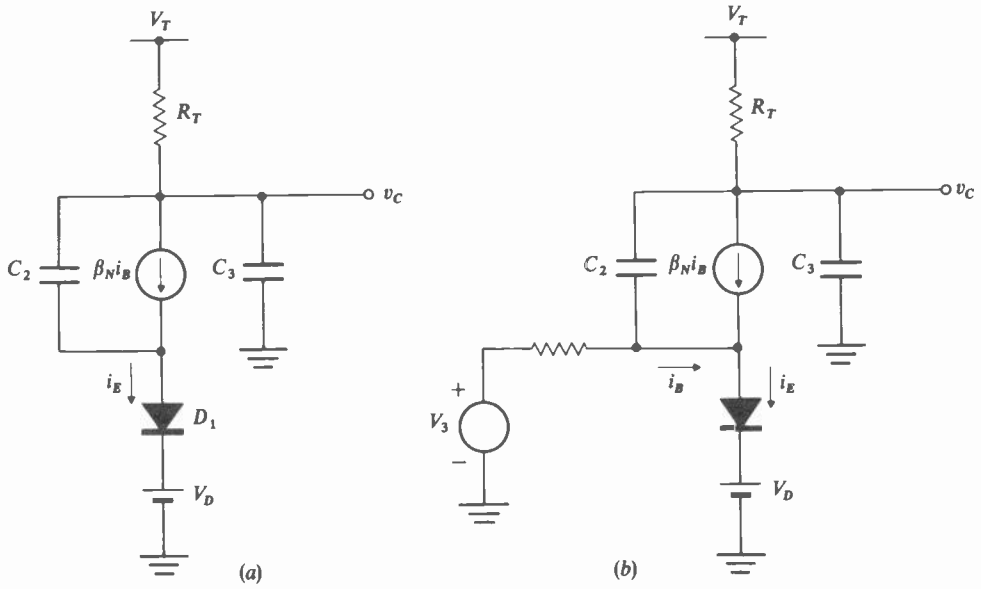 V_T
R_T
v_C
C_2
β_N i_B
C_3
i_E
D_1
V_D
(a)
V_T
R_T
v_C
C_2
β_N i_B
C_3
i_B
i_E
+
V_3
−
V_D
(b)